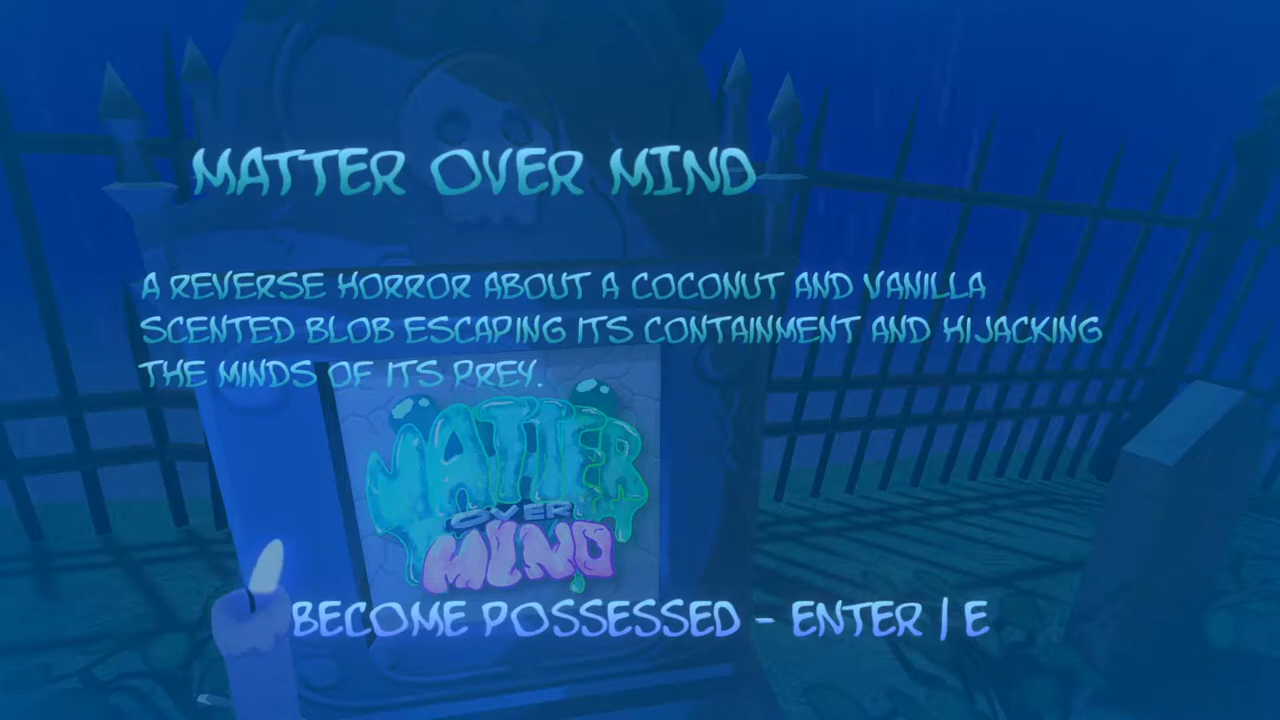 MATTER OVER MIND
A REVERSE HORROR ABOUT A COCONUT AND VANILLA
SCENTED BLOB ESCAPING ITS CONTAINMENT AND HIJACKING
THE MINDS OF ITS PREY.
MATTER
OVER
MIND
BECOME POSSESSED - ENTER | E